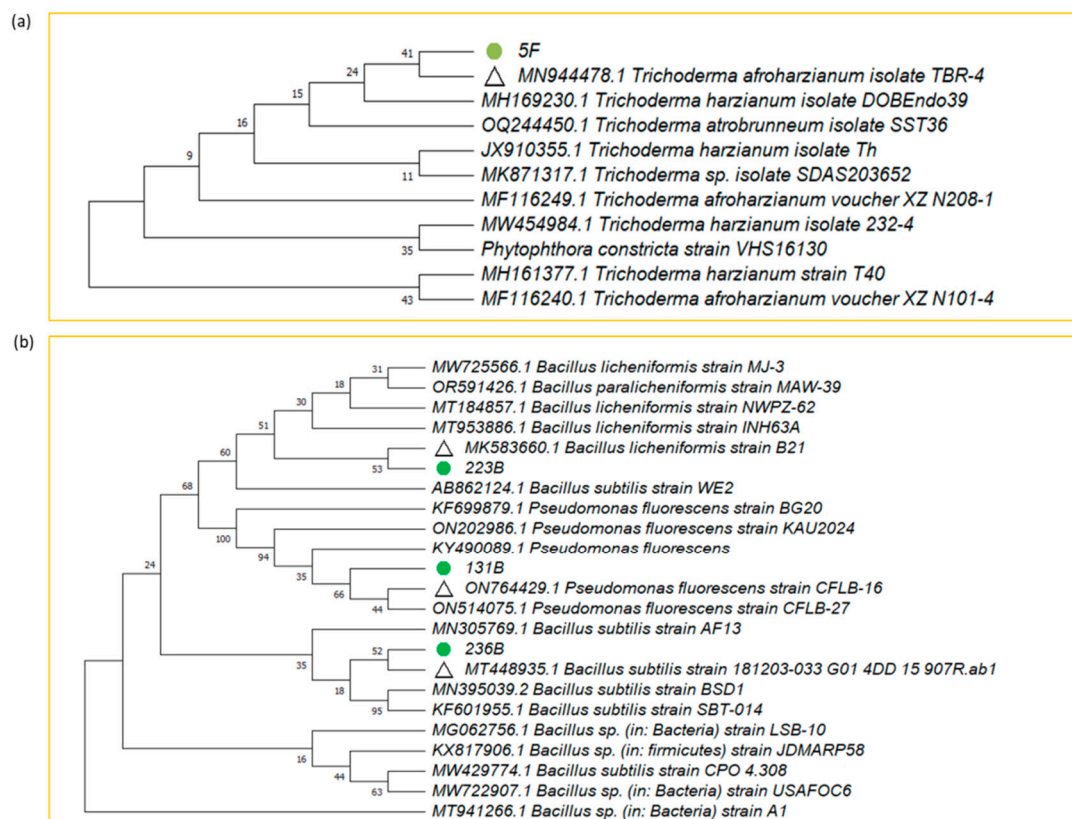 (a)
41
5F
24
MN944478.1 Trichoderma afroharzianum isolate TBR-4
15
MH169230.1 Trichoderma harzianum isolate DOBEndo39
16
OQ244450.1 Trichoderma atrobrunneum isolate SST36
9
JX910355.1 Trichoderma harzianum isolate Th
11
MK871317.1 Trichoderma sp. isolate SDAS203652
MF116249.1 Trichoderma afroharzianum voucher XZ N208-1
MW454984.1 Trichoderma harzianum isolate 232-4
35
Phytophthora constricta strain VHS16130
MH161377.1 Trichoderma harzianum strain T40
43
MF116240.1 Trichoderma afroharzianum voucher XZ N101-4
(b)
31
MW725566.1 Bacillus licheniformis strain MJ-3
18
OR591426.1 Bacillus paralicheniformis strain MAW-39
30
MT184857.1 Bacillus licheniformis strain NWPZ-62
51
MT953886.1 Bacillus licheniformis strain INH63A
60
MK583660.1 Bacillus licheniformis strain B21
53
223B
68
AB862124.1 Bacillus subtilis strain WE2
KF699879.1 Pseudomonas fluorescens strain BG20
100
ON202986.1 Pseudomonas fluorescens strain KAU2024
94
KY490089.1 Pseudomonas fluorescens
24
35
131B
66
ON764429.1 Pseudomonas fluorescens strain CFLB-16
44
ON514075.1 Pseudomonas fluorescens strain CFLB-27
MN305769.1 Bacillus subtilis strain AF13
35
52
236B
MT448935.1 Bacillus subtilis strain 181203-033 G01 4DD 15 907R.ab1
18
MN395039.2 Bacillus subtilis strain BSD1
95
KF601955.1 Bacillus subtilis strain SBT-014
MG062756.1 Bacillus sp. (in: Bacteria) strain LSB-10
16
KX817906.1 Bacillus sp. (in: firmicutes) strain JDMARP58
44
MW429774.1 Bacillus subtilis strain CPO 4.308
63
MW722907.1 Bacillus sp. (in: Bacteria) strain USAFOC6
MT941266.1 Bacillus sp. (in: Bacteria) strain A1